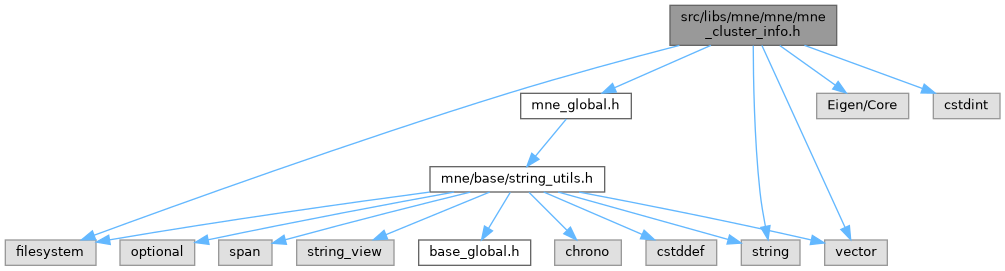 src/libs/mne/mne/mne
_cluster_info.h
mne_global.h
Eigen/Core
cstdint
mne/base/string_utils.h
filesystem
optional
span
string_view
base_global.h
chrono
cstddef
string
vector